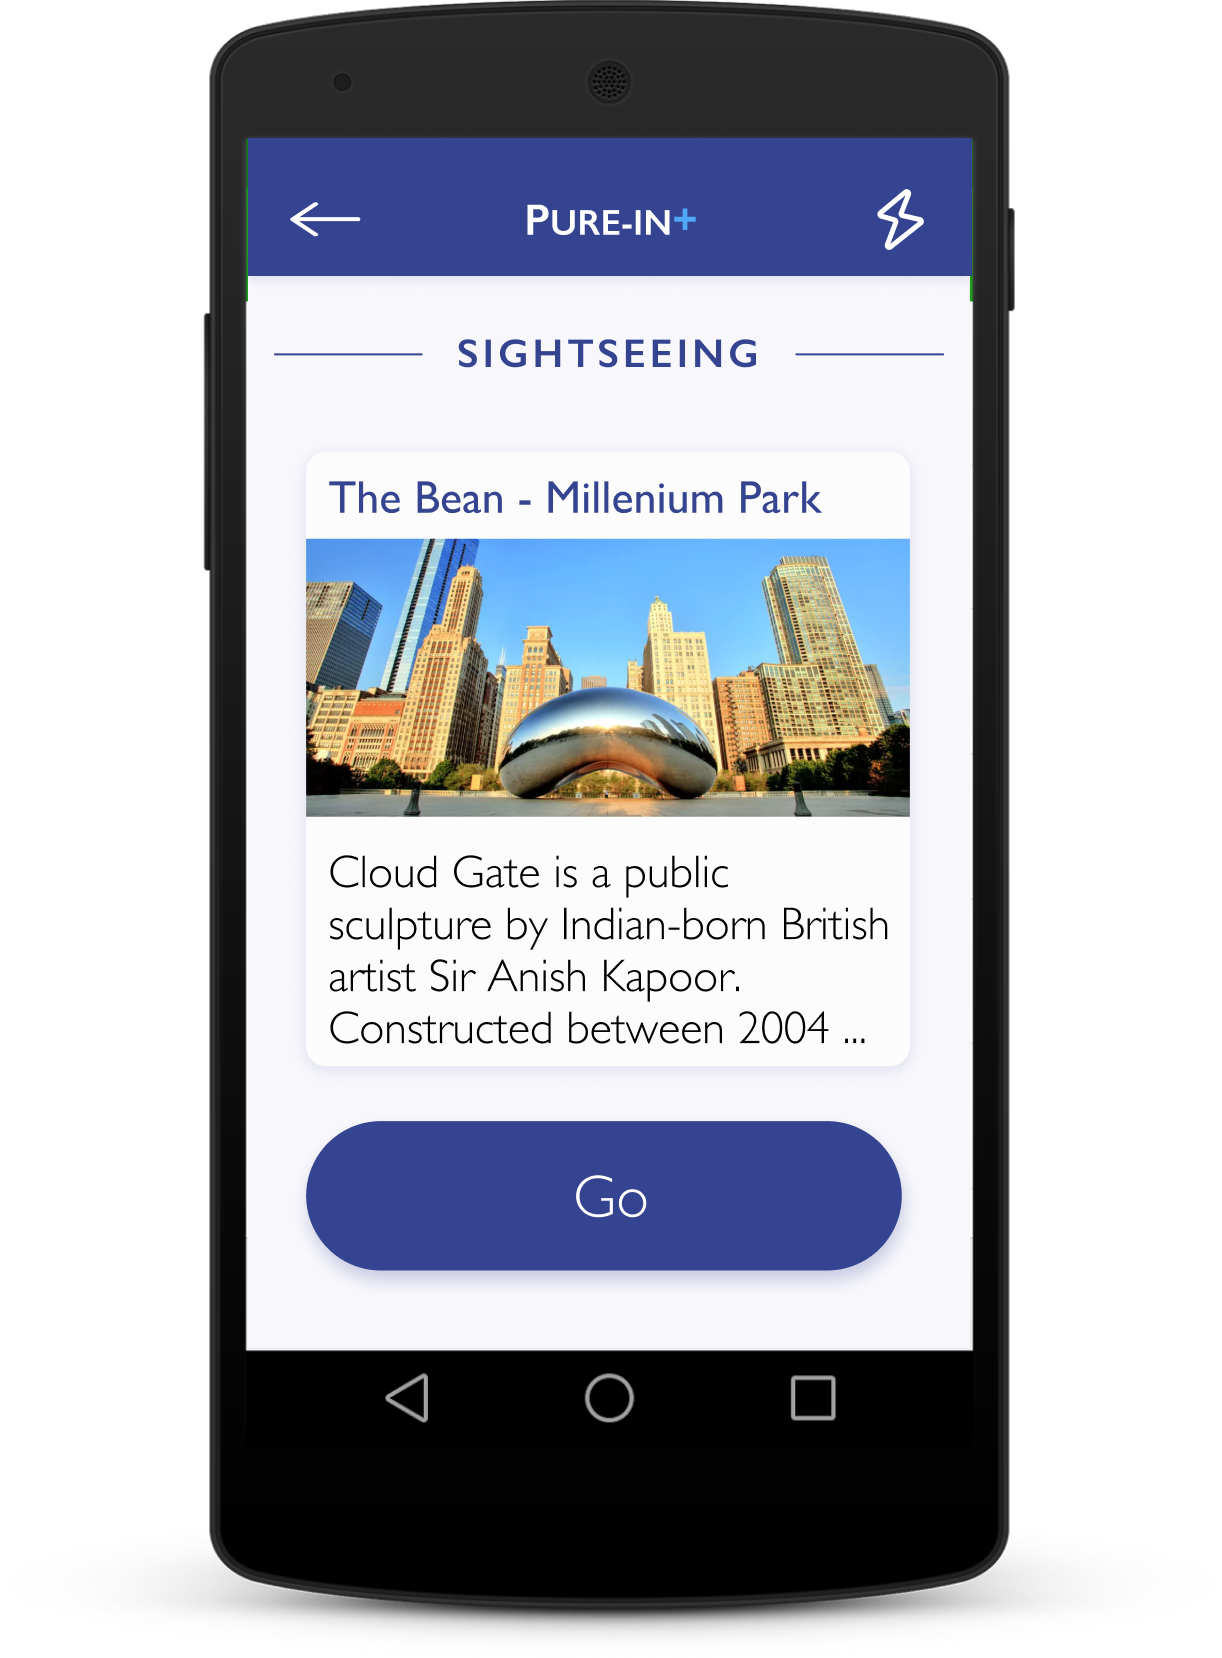 PURE-IN+
SIGHTSEEING
The Bean - Millenium Park
Cloud Gate is a public
sculpture by Indian-born British
artist Sir Anish Kapoor.
Constructed between 2004 ...
Go